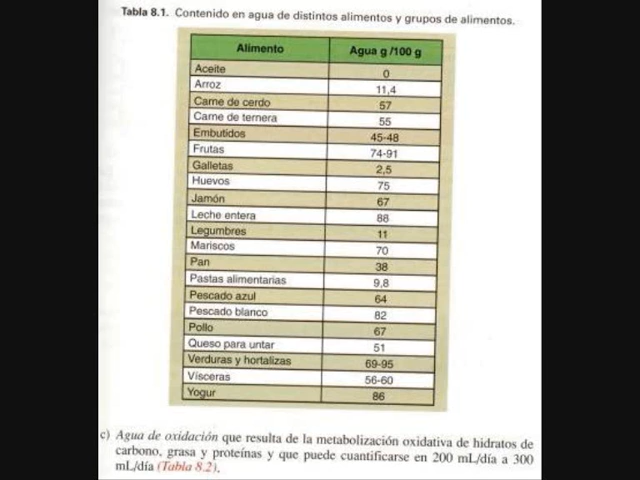 Tabla 8.1. Contenido en agua de distintos alimentos y grupos de alimentos.
Alimento Agua g /100 g
Aceite 0
Arroz 11,4
Carne de cerdo 57
Carne de ternera 55
Embutidos 45-48
Frutas 74-91
Galletas 2,5
Huevos 75
Jamón 67
Leche entera 88
Legumbres 11
Mariscos 70
Pan 38
Pastas alimentarias 9,8
Pescado azul 64
Pescado blanco 82
Pollo 67
Queso para untar 51
Verduras y hortalizas 69-95
Vísceras 56-60
Yogur 86
c) Agua de oxidación que resulta de la metabolización oxidativa de hidratos de
carbono, grasa y proteínas y que puede cuantificarse en 200 mL/día a 300
mL/día (Tabla 8.2).